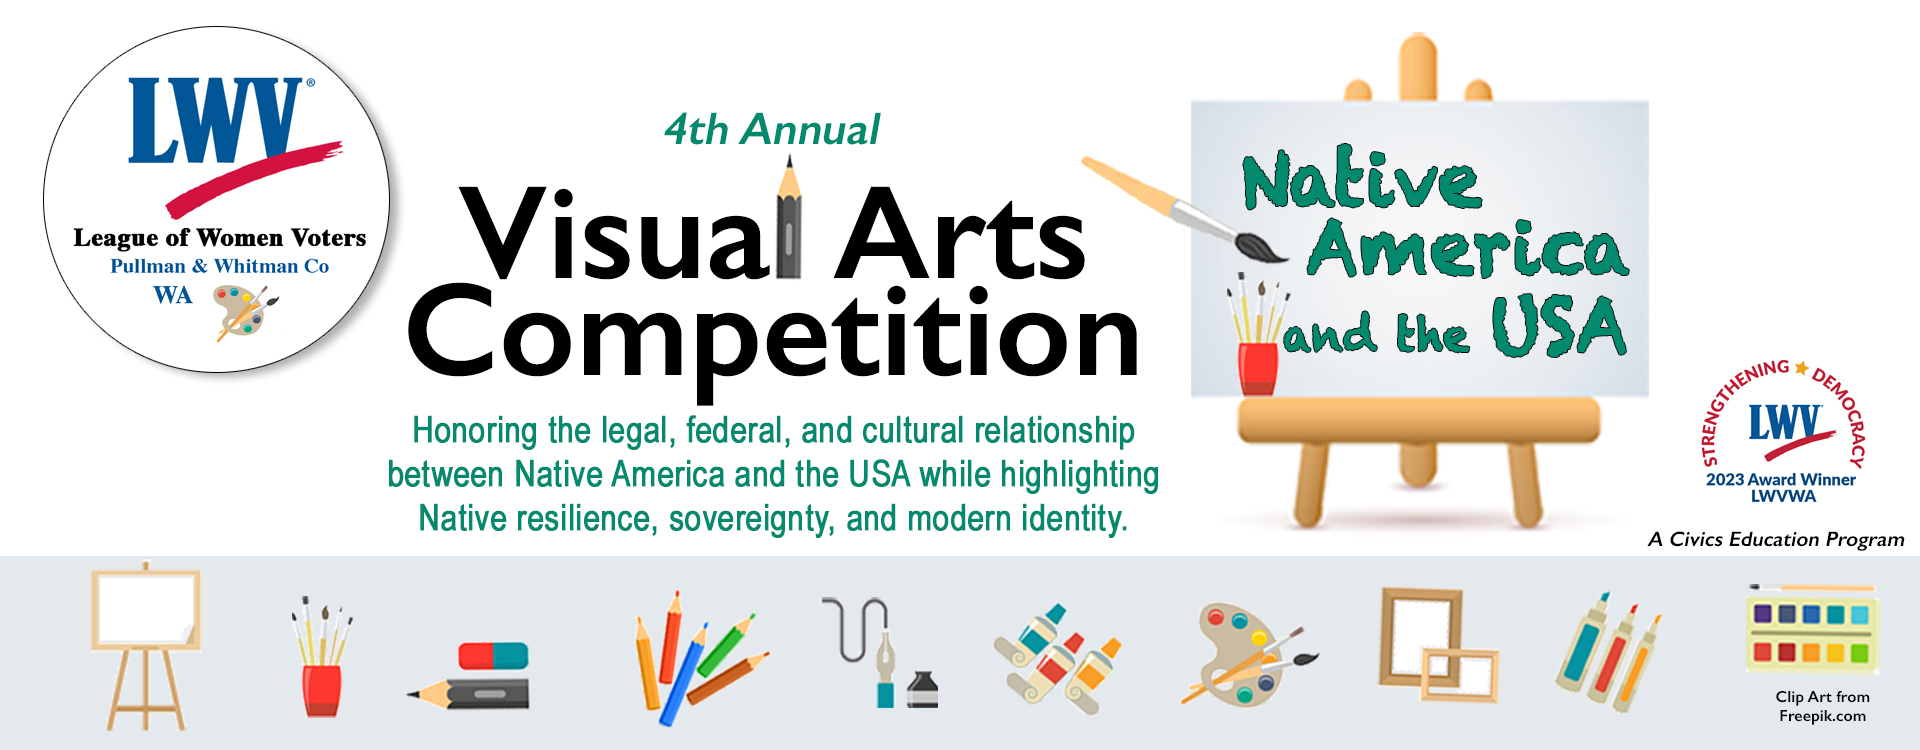 LWV®
League of Women Voters
Pullman & Whitman Co
WA
4th Annual
Visual Arts
Competition
Honoring the legal, federal, and cultural relationship
between Native America and the USA while highlighting
Native resilience, sovereignty, and modern identity.
Native
America
and the USA
STRENGTHENING DEMOCRACY
LWV
2023 Award Winner
LWVWA
A Civics Education Program
Clip Art from
Freepik.com